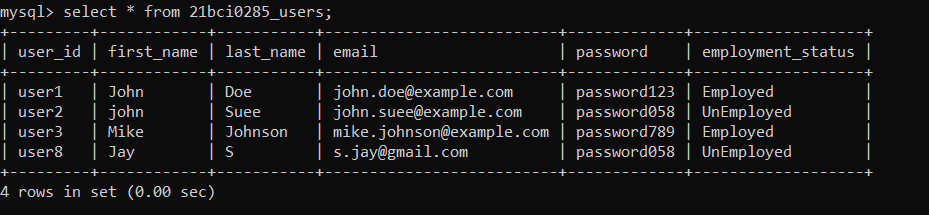 mysql> select * from 21bci0285_users;
+---------+------------+-----------+--------------------------+-------------+-------------------+
| user_id | first_name | last_name | email                    | password    | employment_status |
+---------+------------+-----------+--------------------------+-------------+-------------------+
| user1   | John       | Doe       | john.doe@example.com     | password123 | Employed          |
| user2   | john       | Suee      | john.suee@example.com    | password058 | UnEmployed        |
| user3   | Mike       | Johnson   | mike.johnson@example.com | password789 | Employed          |
| user8   | Jay        | S         | s.jay@gmail.com          | password058 | UnEmployed        |
+---------+------------+-----------+--------------------------+-------------+-------------------+
4 rows in set (0.00 sec)